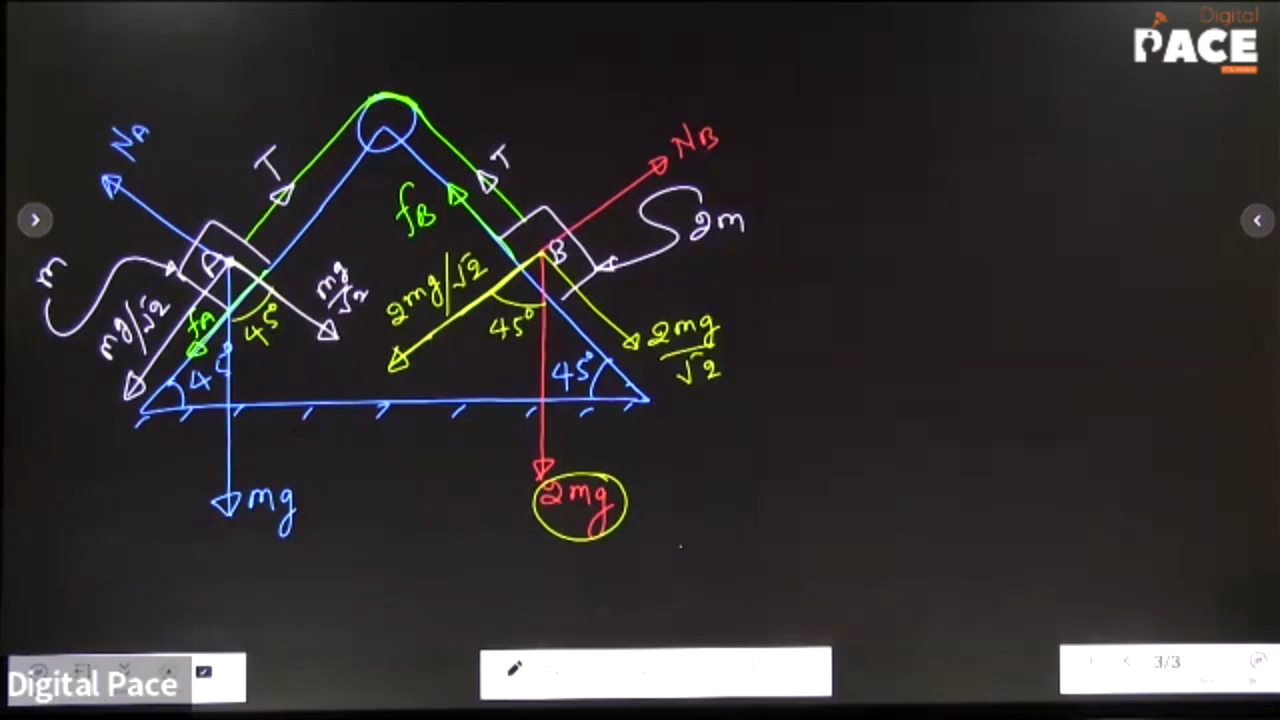 Digital
PACE
NA
NB
T
T
fB
2m
A
B
m
mg/√2
mg/√2
2mg/√2
fA
45°
45°
2mg/√2
45°
45°
mg
2mg
3/3
Digital Pace